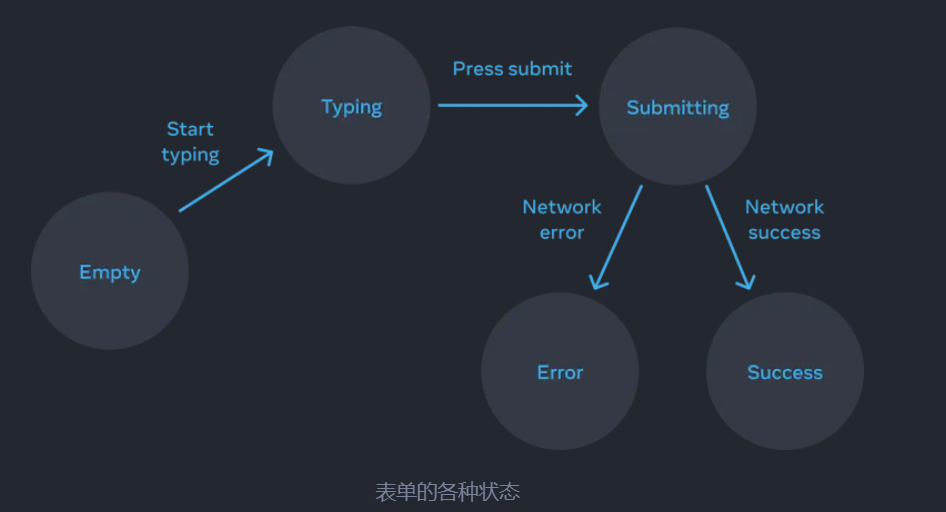 Start
typing
Typing
Press submit
Submitting
Empty
Network
error
Network
success
Error
Success
表单的各种状态